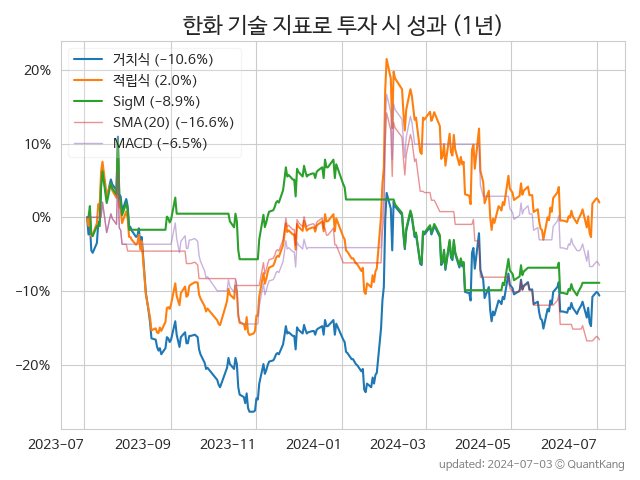 한화 기술 지표로 투자 시 성과 (1년)
거치식 (−10.6%)
적립식 (2.0%)
SigM (−8.9%)
SMA(20) (−16.6%)
MACD (−6.5%)
20%
10%
0%
−10%
−20%
2023-07 2023-09 2023-11 2024-01 2024-03 2024-05 2024-07
updated: 2024-07-03 ⓒ QuantKang